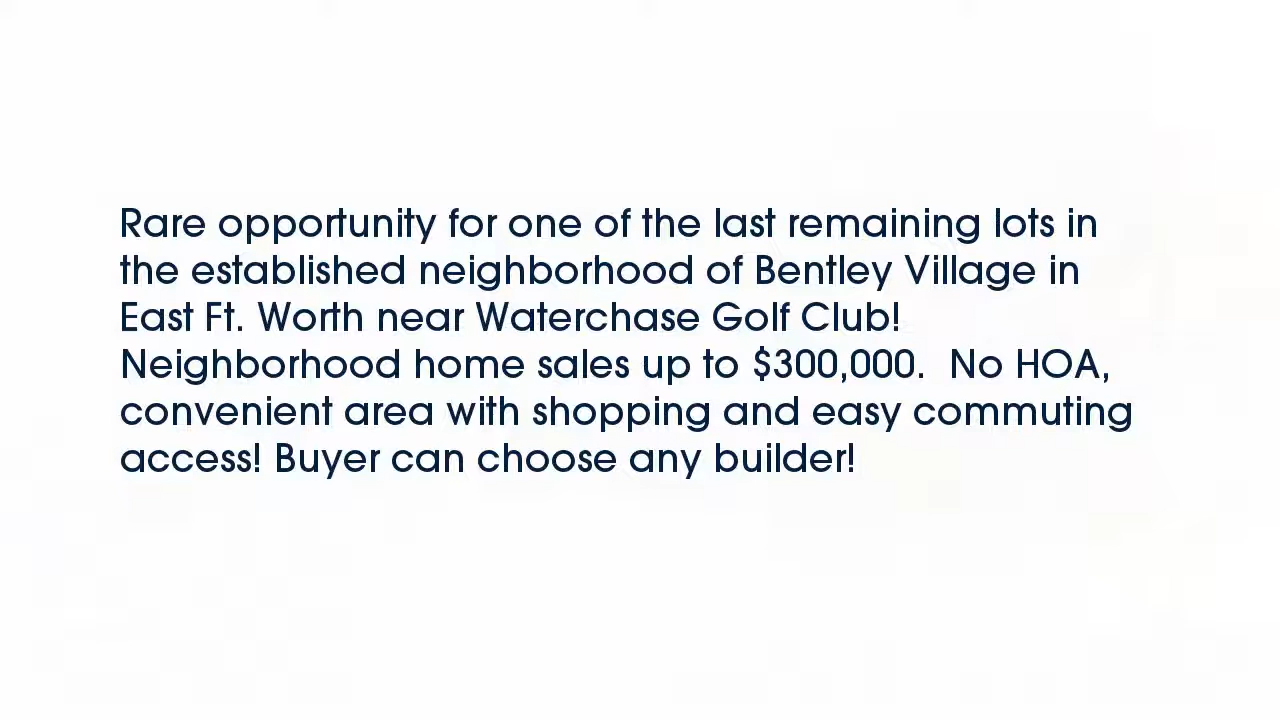 Rare opportunity for one of the last remaining lots in
the established neighborhood of Bentley Village in
East Ft. Worth near Waterchase Golf Club!
Neighborhood home sales up to $300,000.  No HOA,
convenient area with shopping and easy commuting
access! Buyer can choose any builder!